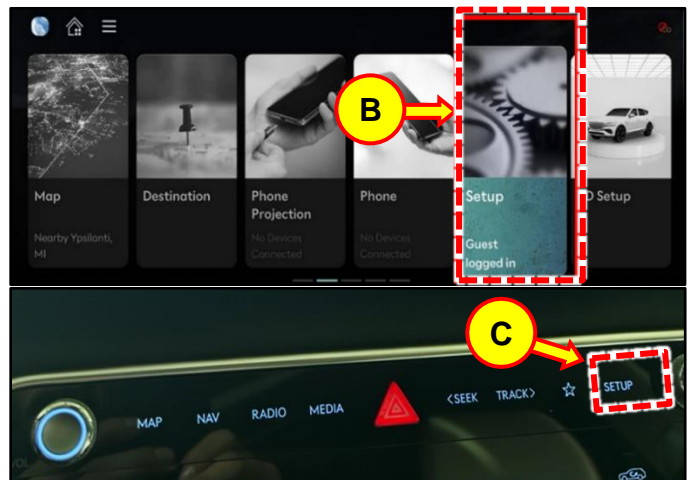 B
Map
Destination
Phone
Projection
Phone
Setup
D Setup
Nearby Ypsilanti,
MI
No Devices
Connected
No Devices
Connected
Guest
logged in
C
MAP
NAV
RADIO
MEDIA
<SEEK
TRACK>
SETUP
VOL